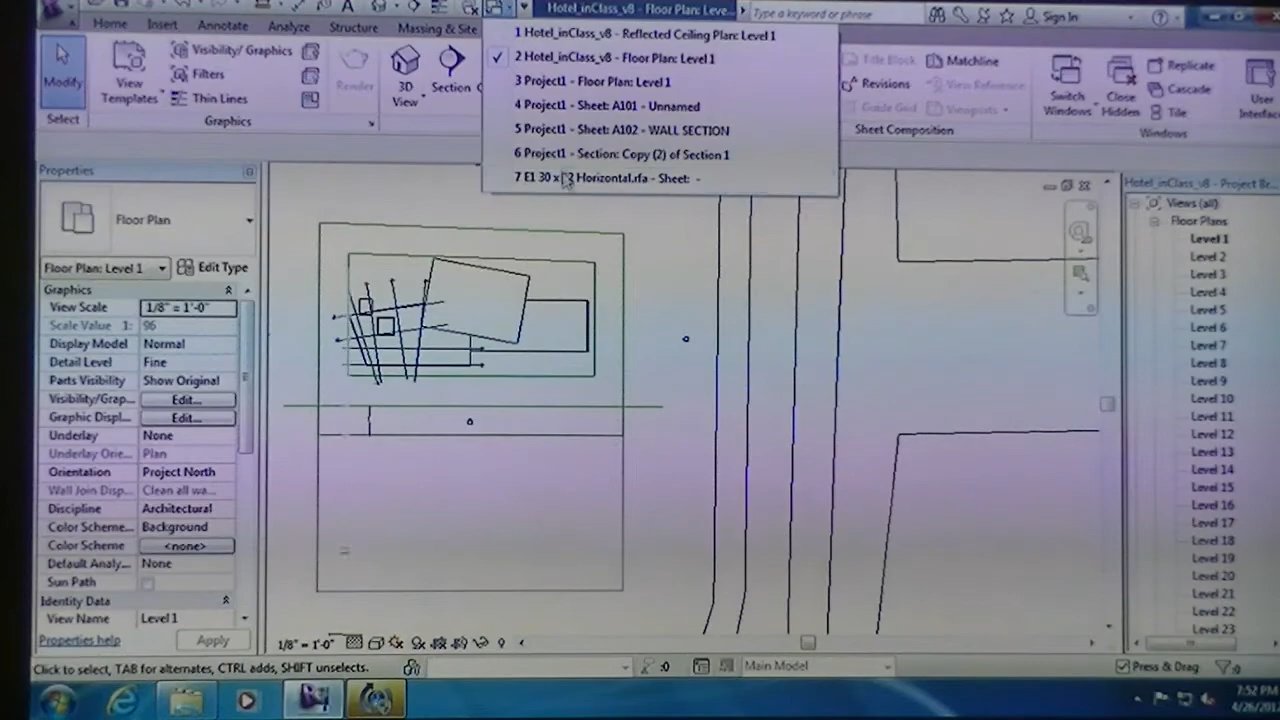 Hotel_inClass_v8 - Floor Plan: Leve...
Type a keyword or phrase
Sign In
Home
Insert
Annotate
Analyze
Structure
Massing & Site
1 Hotel_inClass_v8 - Reflected Ceiling Plan: Level 1
2 Hotel_inClass_v8 - Floor Plan: Level 1
3 Project1 - Floor Plan: Level 1
4 Project1 - Sheet: A101 - Unnamed
5 Project1 - Sheet: A102 - WALL SECTION
6 Project1 - Section: Copy (2) of Section 1
7 E1 30 x Horizontal.rfa - Sheet: -
Modify
View
Templates
Visibility/ Graphics
Filters
Thin Lines
Render
3D
View
Section
Title Block
Matchline
Revisions
View Reference
Guide Grid
Viewports
Switch
Windows
Close
Hidden
Replicate
Cascade
Tile
User
Interface
Select
Graphics
Sheet Composition
Windows
Properties
Floor Plan
Floor Plan: Level 1
Edit Type
Graphics
View Scale 1/8" = 1'-0"
Scale Value 1: 96
Display Model Normal
Detail Level Fine
Parts Visibility Show Original
Visibility/Grap... Edit...
Graphic Displ... Edit...
Underlay None
Underlay Orie... Plan
Orientation Project North
Wall Join Disp... Clean all wa...
Discipline Architectural
Color Scheme... Background
Color Scheme <none>
Default Analy... None
Sun Path
Identity Data
View Name Level 1
Properties help
Apply
1/8" = 1'-0"
Hotel_inClass_v8 - Project Br...
Views (all)
Floor Plans
Level 1
Level 2
Level 3
Level 4
Level 5
Level 6
Level 7
Level 8
Level 9
Level 10
Level 11
Level 12
Level 13
Level 14
Level 15
Level 16
Level 17
Level 18
Level 19
Level 20
Level 21
Level 22
Level 23
Click to select, TAB for alternates, CTRL adds, SHIFT unselects.
:0
Main Model
Press & Drag
:0
7:52 PM